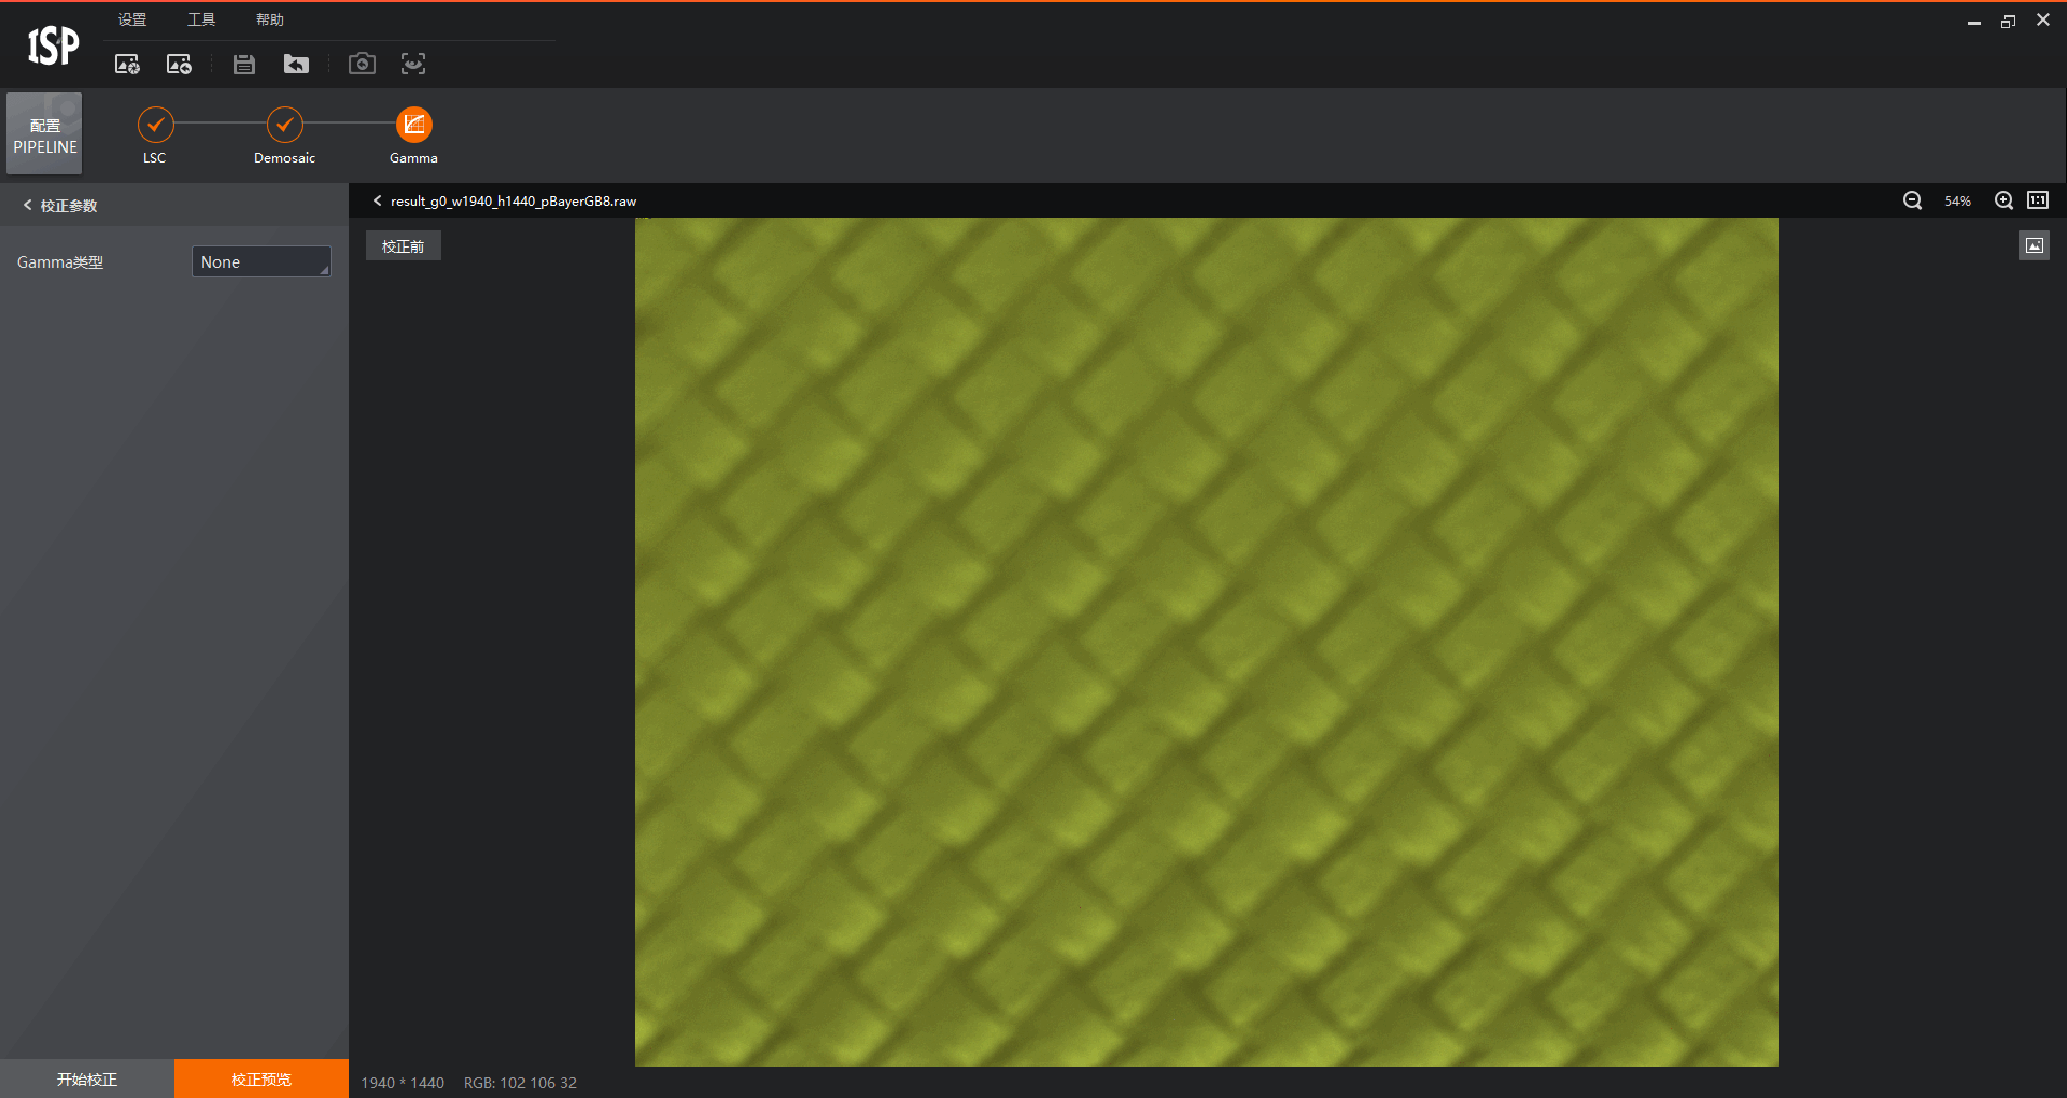 ISP
设置 工具 帮助
配置
PIPELINE
LSC
Demosaic
Gamma
校正参数
result_g0_w1940_h1440_pBayerGB8.raw
54%
1:1
Gamma类型
None
校正前
开始校正
校正预览
1940 * 1440 RGB: 102 106 32